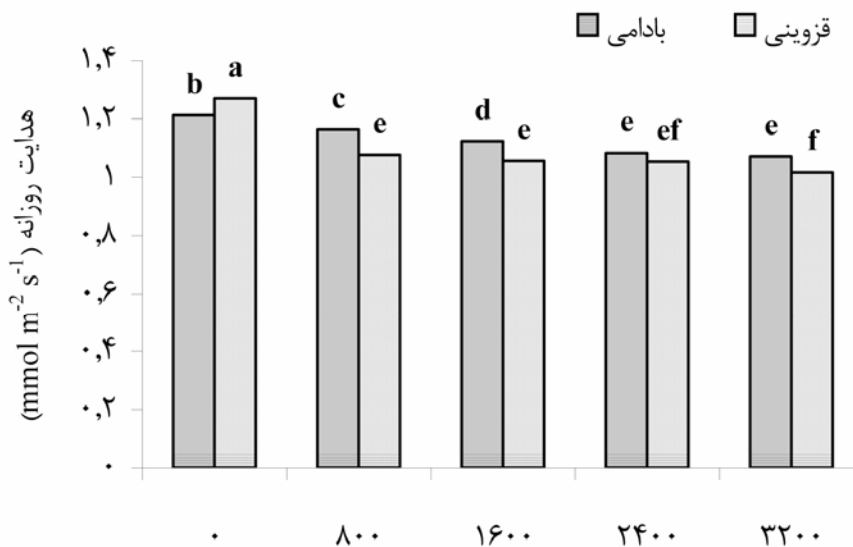 بادامی قزوینی
هدایت روزانه (mmol m-2 s-1)
۱,۴
۱,۲
۱
۰,۸
۰,۶
۰,۴
۰,۲
۰
b a c e d e e ef e f
۰ ۸۰۰ ۱۶۰۰ ۲۴۰۰ ۳۲۰۰